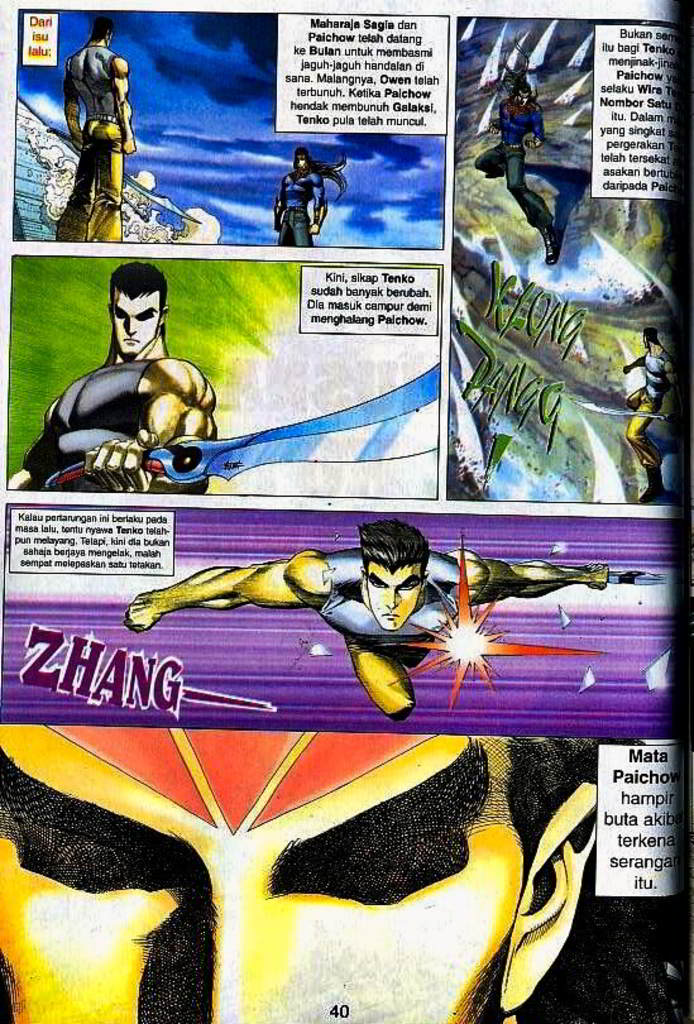 Dari
isu
lalu:
Maharaja Sagia dan
Paichow telah datang
ke Bulan untuk membasmi
jaguh-jaguh handalan di
sana. Malangnya, Owen telah
terbunuh. Ketika Paichow
hendak membunuh Galaksi,
Tenko pula telah muncul.
Bukan
itu bagi Tenko
menjinak-jina
Paichow
selaku Wira
Nombor Satu
itu. Dalam
yang singkat
pergerakan
telah tersekat
asakan
daripada
KLONG
DANGG
!
Kini, sikap Tenko
sudah banyak berubah.
Dia masuk campur demi
menghalang Paichow.
Kalau pertarungan ini berlaku pada
masa lalu, tentu nyawa Tenko telah-
pun melayang. Tetapi, kini dia bukan
sahaja berjaya mengelak, malah
sempat melepaskan satu tetakan.
ZHANG
Mata
Paichow
hampir
buta akiba
terkena
serangan
itu.
40